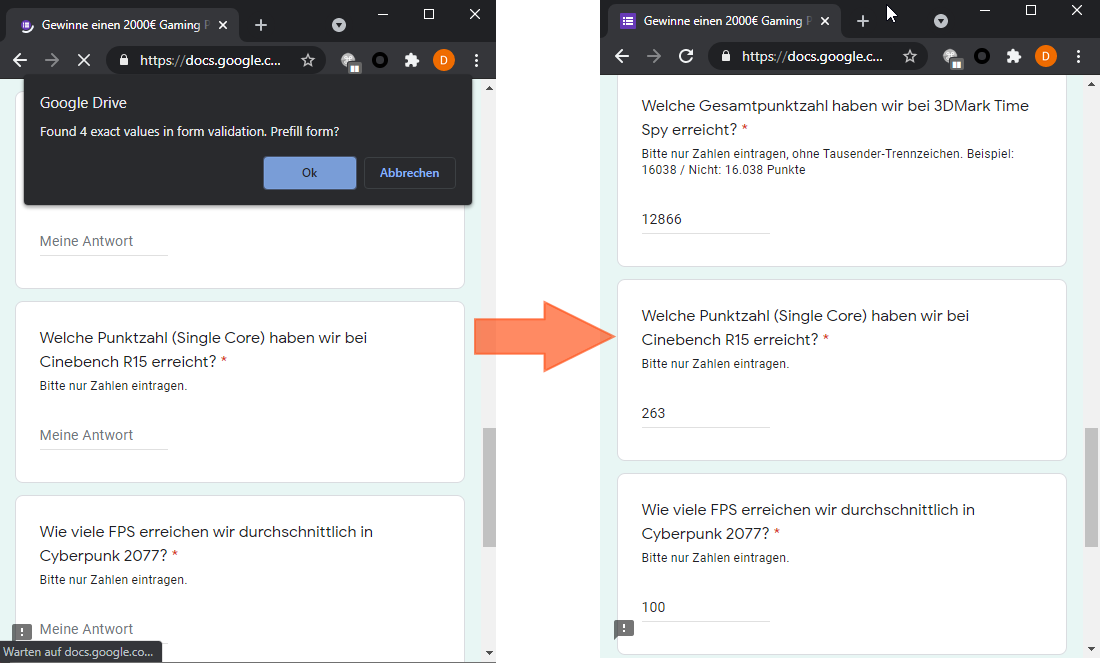 Gewinne einen 2000€ Gaming P
https://docs.google.c...
D
Google Drive
Found 4 exact values in form validation. Prefill form?
Ok
Abbrechen
Meine Antwort
Welche Punktzahl (Single Core) haben wir bei
Cinebench R15 erreicht? *
Bitte nur Zahlen eintragen.
Meine Antwort
Wie viele FPS erreichen wir durchschnittlich in
Cyberpunk 2077? *
Bitte nur Zahlen eintragen.
Meine Antwort
Warten auf docs.google.co...
Gewinne einen 2000€ Gaming P
https://docs.google.c...
D
Welche Gesamtpunktzahl haben wir bei 3DMark Time
Spy erreicht? *
Bitte nur Zahlen eintragen, ohne Tausender-Trennzeichen. Beispiel:
16038 / Nicht: 16.038 Punkte
12866
Welche Punktzahl (Single Core) haben wir bei
Cinebench R15 erreicht? *
Bitte nur Zahlen eintragen.
263
Wie viele FPS erreichen wir durchschnittlich in
Cyberpunk 2077? *
Bitte nur Zahlen eintragen.
100